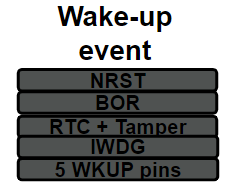 Wake-up
event
NRST
BOR
RTC + Tamper
IWDG
5 WKUP pins